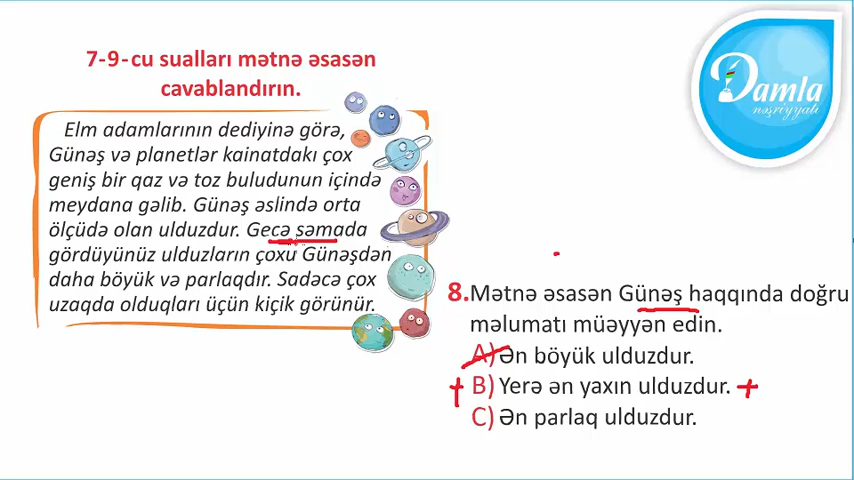 7-9-cu sualları mətnə əsasən
cavablandırın.
Elm adamlarının dediyinə görə,
Günəş və planetlər kainatdakı çox
geniş bir qaz və toz buludunun içində
meydana gəlib. Günəş əslində orta
ölçüdə olan ulduzdur. Gecə səmada
gördüyünüz ulduzların çoxu Günəşdən
daha böyük və parlaqdır. Sadəcə çox
uzaqda olduqları üçün kiçik görünür.
Damla
nəşriyyatı
8.Mətnə əsasən Günəş haqqında doğru
məlumatı müəyyən edin.
A) Ən böyük ulduzdur.
B) Yerə ən yaxın ulduzdur. +
C) Ən parlaq ulduzdur.